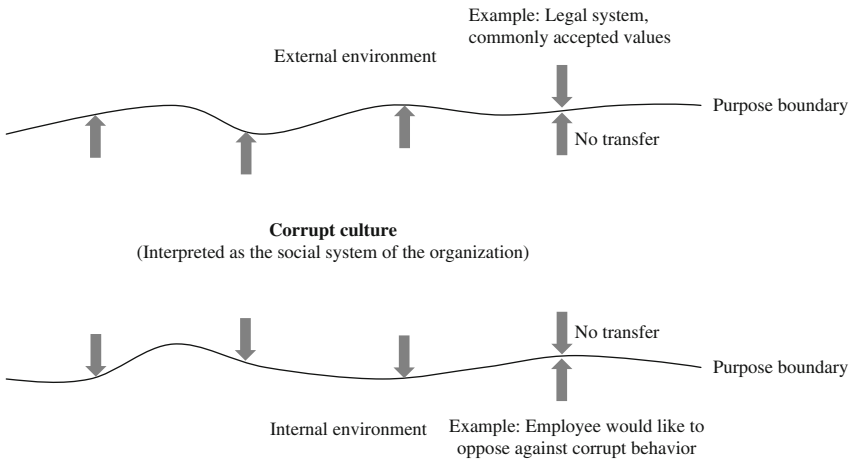 Example: Legal system,
commonly accepted values
External environment
Purpose boundary
No transfer
Corrupt culture
(Interpreted as the social system of the organization)
No transfer
Purpose boundary
Internal environment
Example: Employee would like to
oppose against corrupt behavior